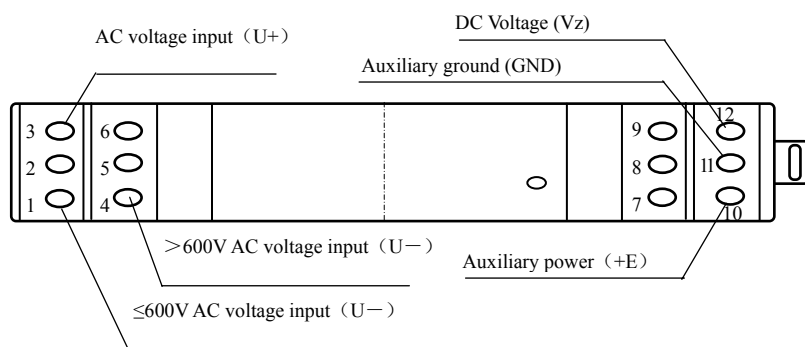 DC Voltage (Vz)
AC voltage input（U+）
Auxiliary ground (GND)
12
3
6
9
2
5
8
11
1
4
7
10
＞600V AC voltage input（U－）
Auxiliary power（+E）
≤600V AC voltage input（U－）